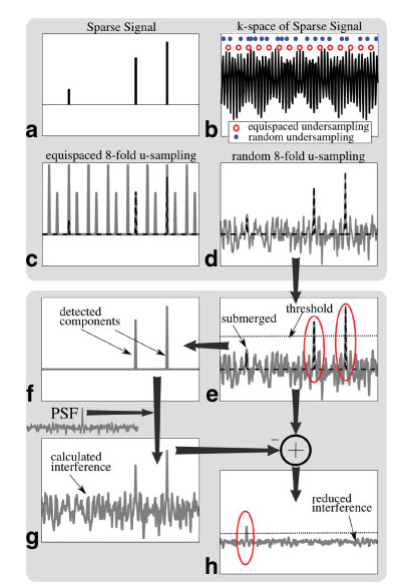 Sparse Signal
k-space of Sparse Signal
a
b
equispaced undersampling
random undersampling
equispaced 8-fold u-sampling
random 8-fold u-sampling
c
d
detected
components
submerged
threshold
f
e
PSF
calculated
interference
-
+
reduced
interference
g
h